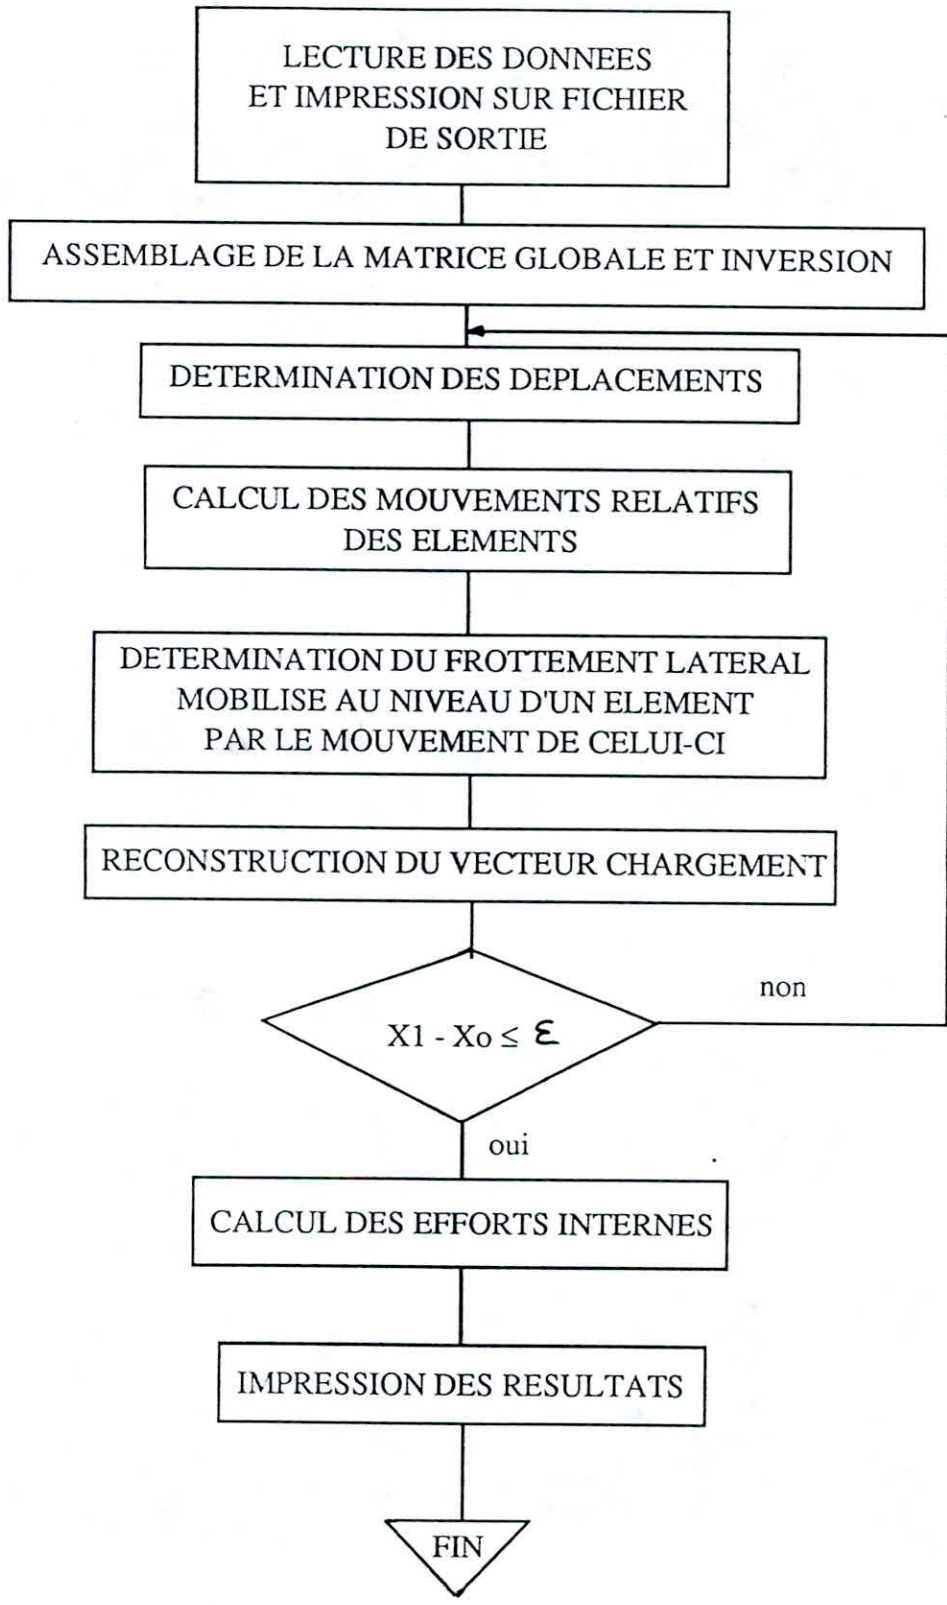 LECTURE DES DONNEES
ET IMPRESSION SUR FICHIER
DE SORTIE
ASSEMBLAGE DE LA MATRICE GLOBALE ET INVERSION
DETERMINATION DES DEPLACEMENTS
CALCUL DES MOUVEMENTS RELATIFS
DES ELEMENTS
DETERMINATION DU FROTTEMENT LATERAL
MOBILISE AU NIVEAU D'UN ELEMENT
PAR LE MOUVEMENT DE CELUI-CI
RECONSTRUCTION DU VECTEUR CHARGEMENT
non
X1 - Xo ≤ ε
oui
CALCUL DES EFFORTS INTERNES
IMPRESSION DES RESULTATS
FIN